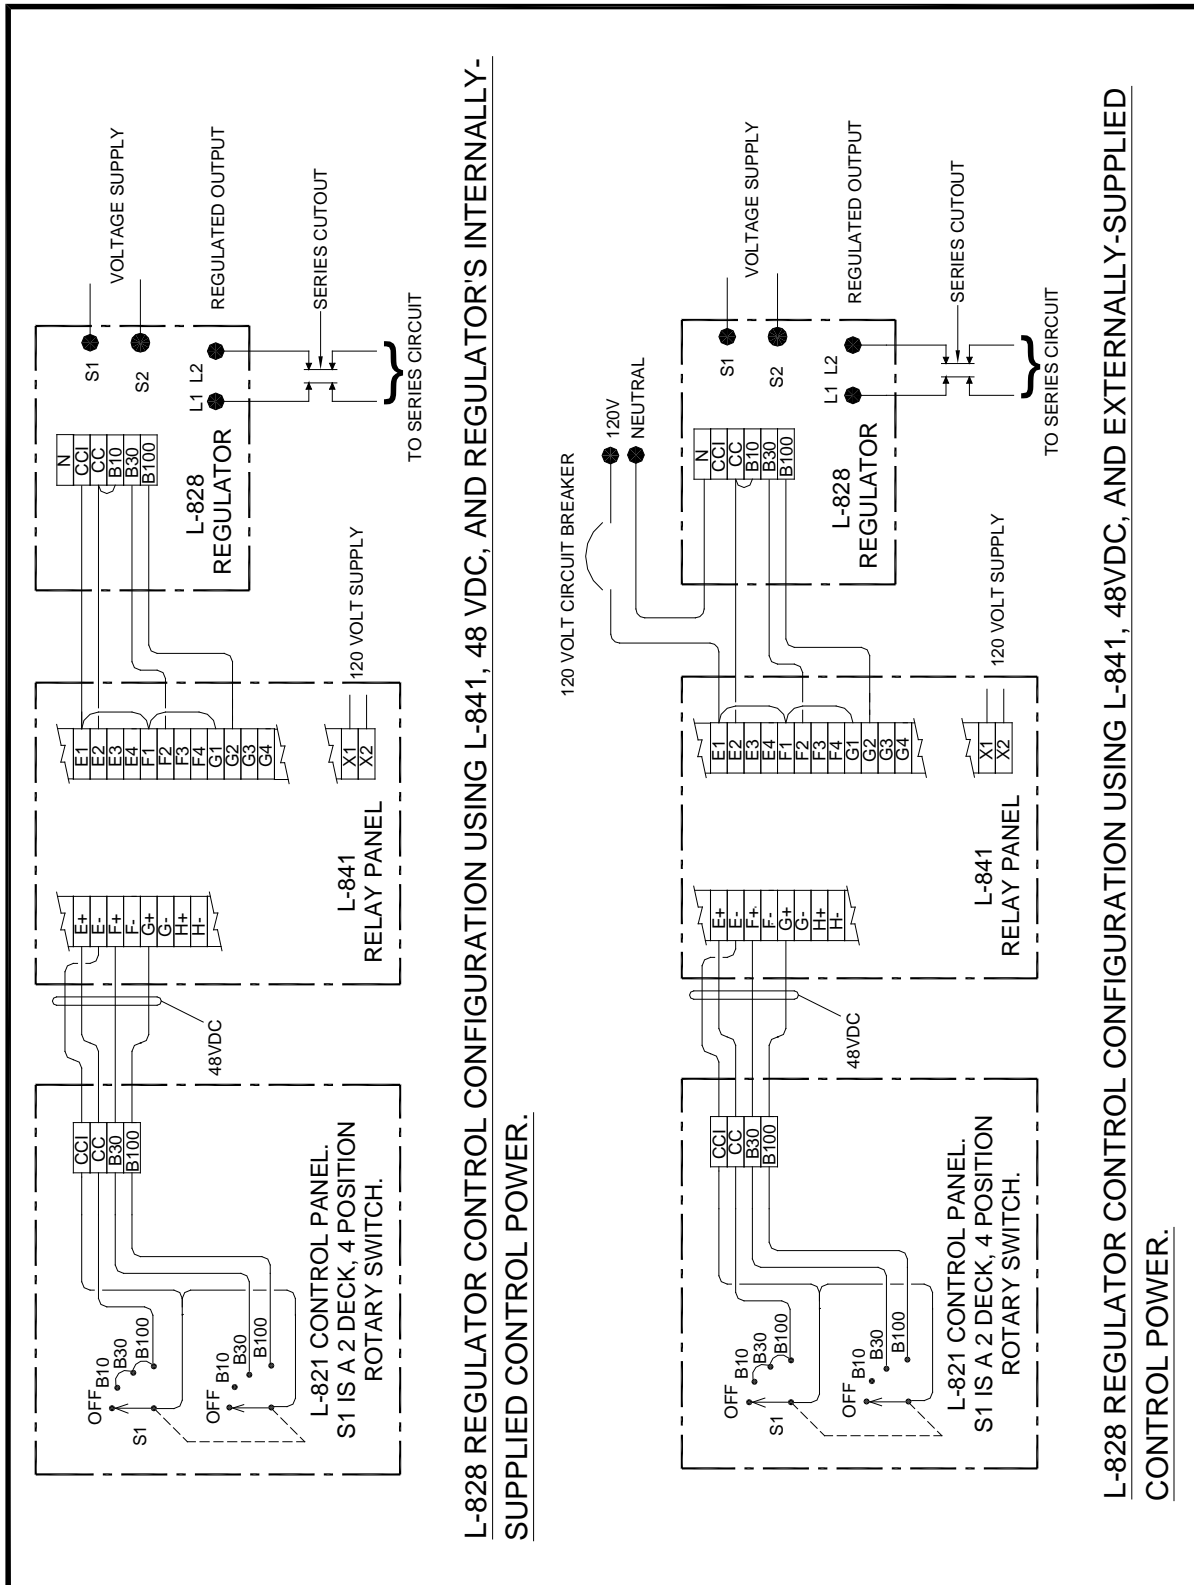 OFF
B10
B30
B100
S1
OFF
B10
B30
B100
CCI
CC
B30
B100
L-821 CONTROL PANEL.
S1 IS A 2 DECK, 4 POSITION
ROTARY SWITCH.
48VDC
E+
E-
F+
F-
G+
G-
H+
H-
L-841
RELAY PANEL
E1
E2
E3
E4
F1
F2
F3
F4
G1
G2
G3
G4
X1
X2
120 VOLT SUPPLY
N
CCI
CC
B10
B30
B100
L-828
REGULATOR
S1
S2
L1 L2
VOLTAGE SUPPLY
REGULATED OUTPUT
SERIES CUTOUT
TO SERIES CIRCUIT
L-828 REGULATOR CONTROL CONFIGURATION USING L-841, 48 VDC, AND REGULATOR'S INTERNALLY-
SUPPLIED CONTROL POWER.
120 VOLT CIRCUIT BREAKER
120V
NEUTRAL
OFF
B10
B30
B100
S1
OFF
B10
B30
B100
CCI
CC
B30
B100
L-821 CONTROL PANEL.
S1 IS A 2 DECK, 4 POSITION
ROTARY SWITCH.
48VDC
E+
E-
F+
F-
G+
G-
H+
H-
L-841
RELAY PANEL
E1
E2
E3
E4
F1
F2
F3
F4
G1
G2
G3
G4
X1
X2
120 VOLT SUPPLY
N
CCI
CC
B10
B30
B100
L-828
REGULATOR
S1
S2
L1 L2
VOLTAGE SUPPLY
REGULATED OUTPUT
SERIES CUTOUT
TO SERIES CIRCUIT
L-828 REGULATOR CONTROL CONFIGURATION USING L-841, 48VDC, AND EXTERNALLY-SUPPLIED
CONTROL POWER.